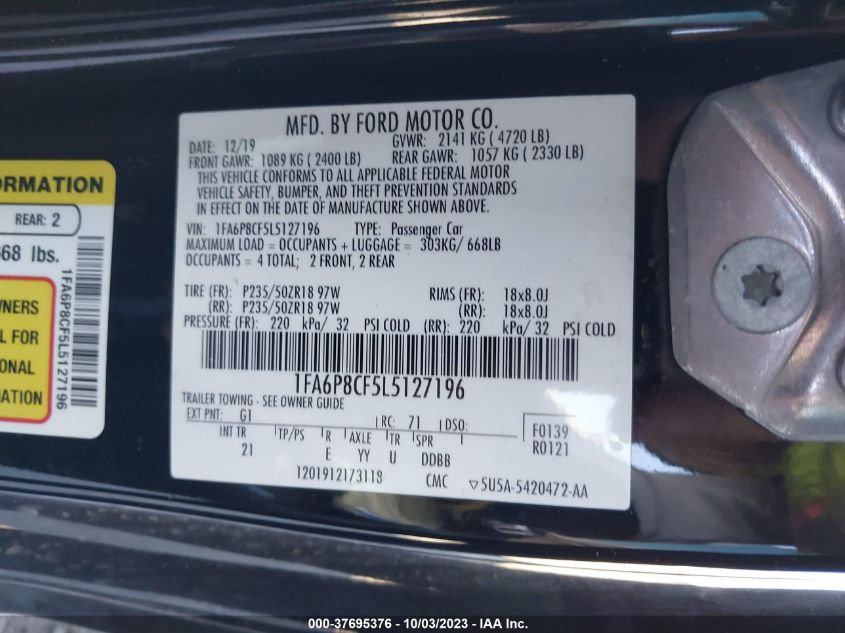 MFD. BY FORD MOTOR CO.
DATE: 12/19 GVWR: 2141 KG ( 4720 LB)
FRONT GAWR: 1089 KG ( 2400 LB) REAR GAWR: 1057 KG ( 2330 LB)
THIS VEHICLE CONFORMS TO ALL APPLICABLE FEDERAL MOTOR
VEHICLE SAFETY, BUMPER, AND THEFT PREVENTION STANDARDS
IN EFFECT ON THE DATE OF MANUFACTURE SHOWN ABOVE.
VIN: 1FA6P8CF5L5127196 TYPE: Passenger Car
MAXIMUM LOAD = OCCUPANTS + LUGGAGE = 303KG/ 668LB
OCCUPANTS = 4 TOTAL; 2 FRONT, 2 REAR
TIRE (FR): P235/50ZR18 97W RIMS (FR): 18x8.0J
(RR): P235/50ZR18 97W (RR): 18x8.0J
PRESSURE (FR): 220 kPa/ 32 PSI COLD (RR): 220 kPa/ 32 PSI COLD
1FA6P8CF5L5127196
TRAILER TOWING - SEE OWNER GUIDE
EXT PNT: G1 RC: 71 DSO: F0139
INT TR TP/PS R AXLE TR SPR R0121
21 E YY U DDBB
1201912173118 CMC ▽5U5A-5420472-AA
ORMATION
REAR: 2
668 lbs.
WNERS
L FOR
IONAL
MATION
1FA6P8CF5L5127196
000-37695376 - 10/03/2023 - IAA Inc.